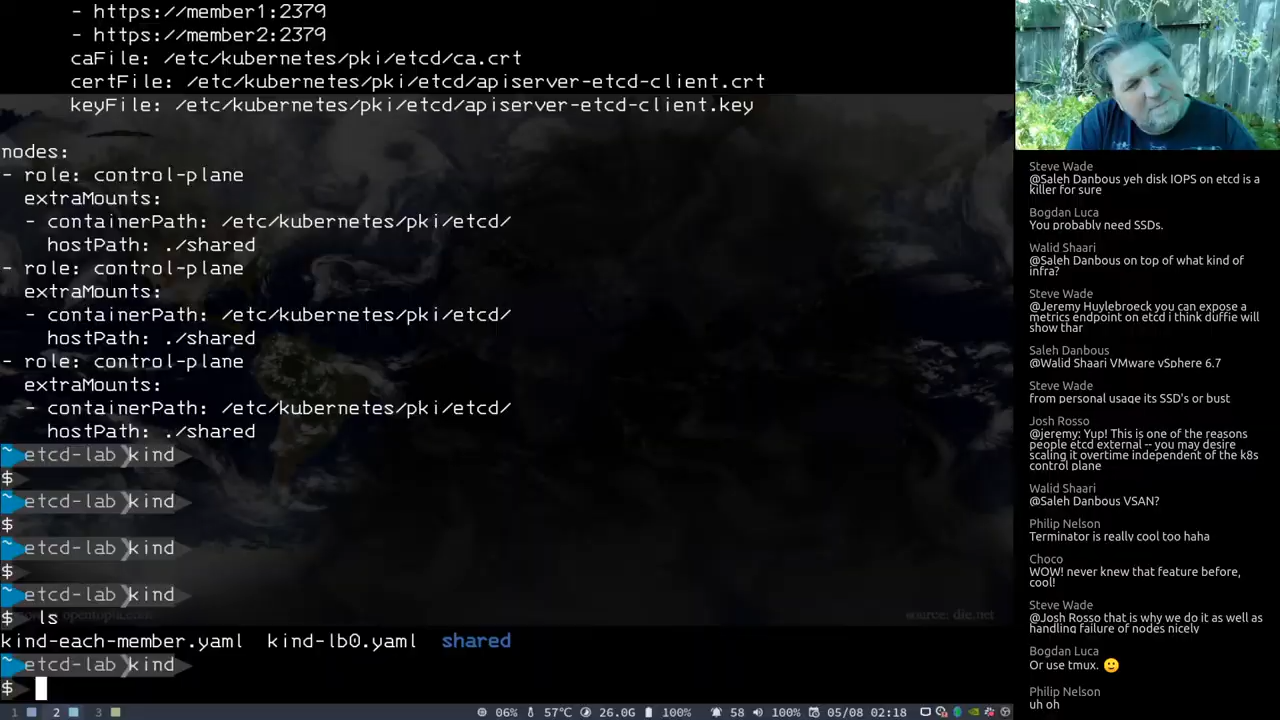 - https://member1:2379
- https://member2:2379
caFile: /etc/kubernetes/pki/etcd/ca.crt
certFile: /etc/kubernetes/pki/etcd/apiserver-etcd-client.crt
keyFile: /etc/kubernetes/pki/etcd/apiserver-etcd-client.key
nodes:
- role: control-plane
extraMounts:
- containerPath: /etc/kubernetes/pki/etcd/
hostPath: ./shared
- role: control-plane
extraMounts:
- containerPath: /etc/kubernetes/pki/etcd/
hostPath: ./shared
- role: control-plane
extraMounts:
- containerPath: /etc/kubernetes/pki/etcd/
hostPath: ./shared
~ etcd-lab kind
$
~ etcd-lab kind
$
~ etcd-lab kind
$
~ etcd-lab kind
$ ls
source: die.net
kind-each-member.yaml kind-lb0.yaml shared
~ etcd-lab kind
$
1 2 3 06% 57°C 26.0G 100% 58 100% 05/08 02:18
Steve Wade
@Saleh Danbous yeh disk IOPS on etcd is a
killer for sure
Bogdan Luca
You probably need SSDs.
Walid Shaari
@Saleh Danbous on top of what kind of
infra?
Steve Wade
@Jeremy Huylebroeck you can expose a
metrics endpoint on etcd i think duffie will
show thar
Saleh Danbous
@Walid Shaari VMware vSphere 6.7
Steve Wade
from personal usage its SSD's or bust
Josh Rosso
@jeremy: Yup! This is one of the reasons
people etcd external -- you may desire
scaling it overtime independent of the k8s
control plane
Walid Shaari
@Saleh Danbous VSAN?
Philip Nelson
Terminator is really cool too haha
Choco
WOW! never knew that feature before,
cool!
Steve Wade
@Josh Rosso that is why we do it as well as
handling failure of nodes nicely
Bogdan Luca
Or use tmux. 🙂
Philip Nelson
uh oh